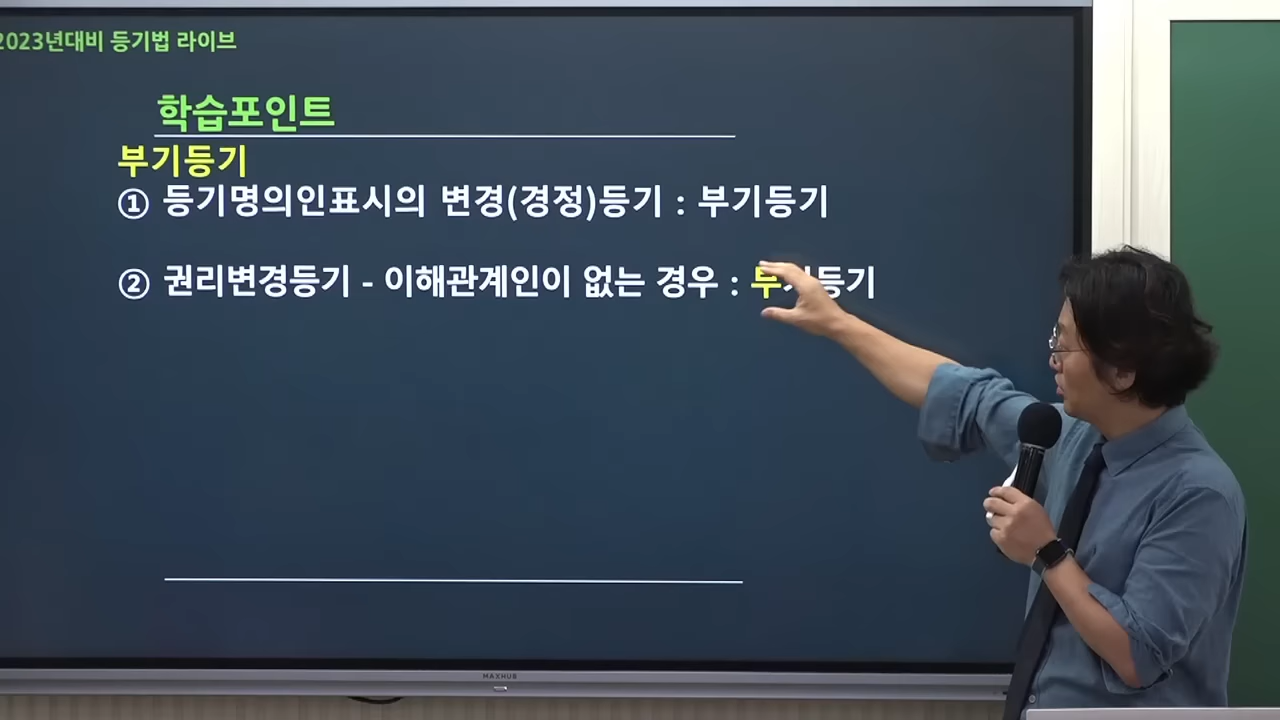 2023년대비 등기법 라이브
학습포인트
부기등기
① 등기명의인표시의 변경(경정)등기 : 부기등기
② 권리변경등기 - 이해관계인이 없는 경우 : 부기등기
MAXHUB